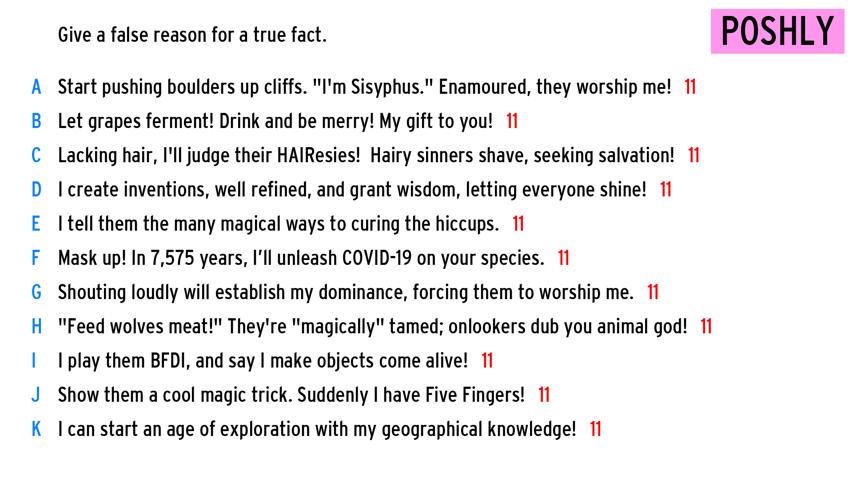 Give a false reason for a true fact.
POSHLY
A Start pushing boulders up cliffs. "I'm Sisyphus." Enamoured, they worship me! 11
B Let grapes ferment! Drink and be merry! My gift to you! 11
C Lacking hair, I'll judge their HAIResies!  Hairy sinners shave, seeking salvation! 11
D I create inventions, well refined, and grant wisdom, letting everyone shine! 11
E I tell them the many magical ways to curing the hiccups. 11
F Mask up! In 7,575 years, I'll unleash COVID-19 on your species. 11
G Shouting loudly will establish my dominance, forcing them to worship me. 11
H "Feed wolves meat!" They're "magically" tamed; onlookers dub you animal god! 11
I I play them BFDI, and say I make objects come alive! 11
J Show them a cool magic trick. Suddenly I have Five Fingers! 11
K I can start an age of exploration with my geographical knowledge! 11